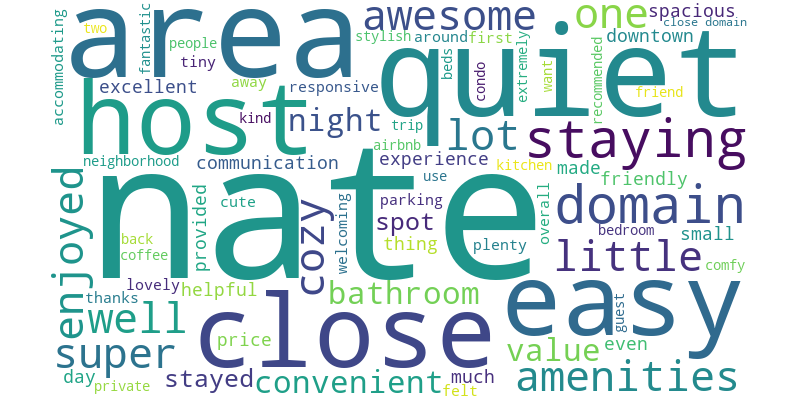 area
awesome
one
spacious
close domain
accommodating
two
fantastic
people
tiny
stylish
around
first
downtown
excellent
away
responsive
beds
condo
extremely
want
recommended
friend
quiet
host
kind
night
trip
lot
staying
neighborhood
communication
airbnb
experience
kitchen
made
friendly
nate
enjoyed
provided
cute
cozy
welcoming
use
parking
spot
thing
plenty
overall
domain
bedroom
small
back
coffee
little
comfy
lovely
thanks
helpful
bathroom
easy
guest
well
close
price
value
even
super
day
private
stayed
convenient
much
felt
amenities